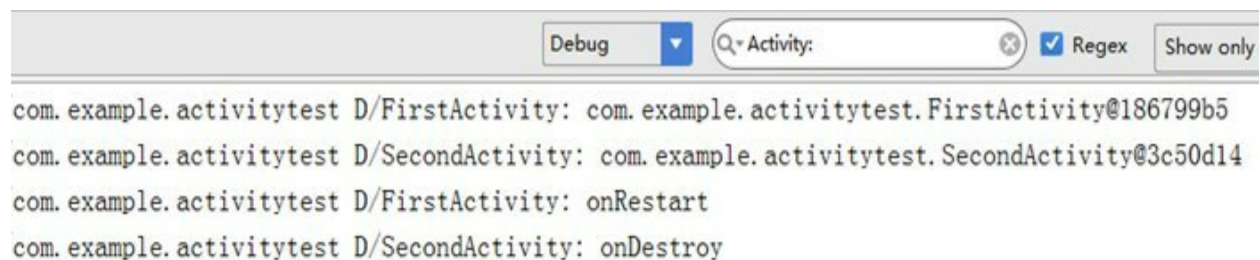 Debug Activity: Regex Show only
com.example.activitytest D/FirstActivity: com.example.activitytest.FirstActivity@186799b5
com.example.activitytest D/SecondActivity: com.example.activitytest.SecondActivity@3c50d14
com.example.activitytest D/FirstActivity: onRestart
com.example.activitytest D/SecondActivity: onDestroy